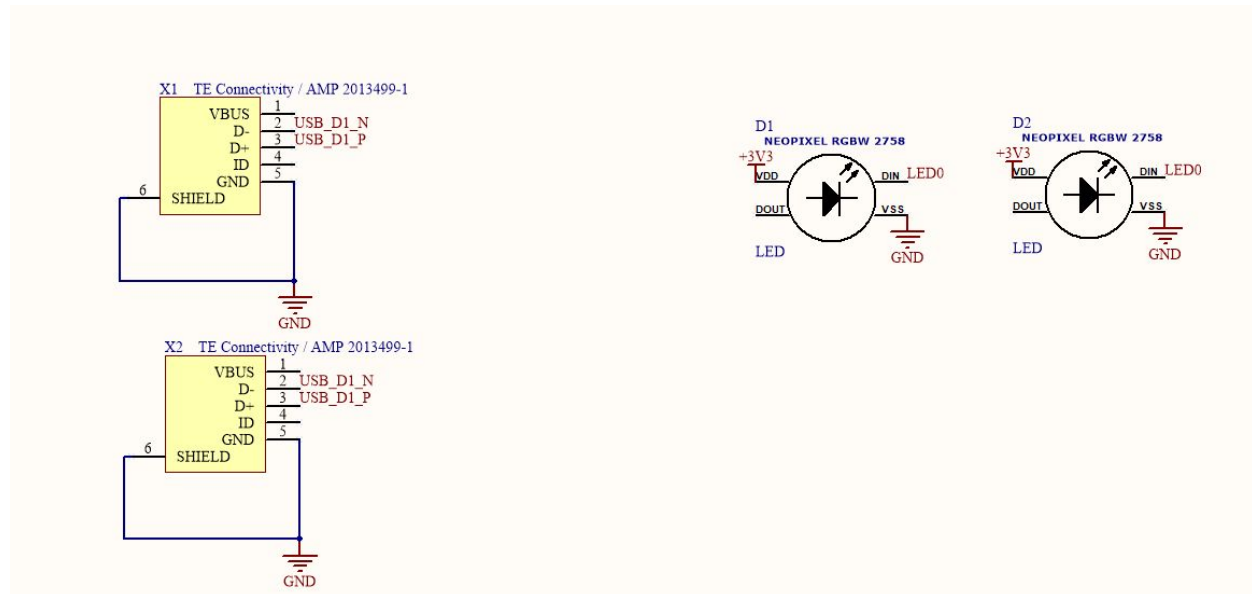 X1 TE Connectivity / AMP 2013499-1
VBUS 1
D- 2 USB_D1_N
D+ 3 USB_D1_P
ID 4
GND 5
6 SHIELD
GND
X2 TE Connectivity / AMP 2013499-1
VBUS 1
D- 2 USB_D1_N
D+ 3 USB_D1_P
ID 4
GND 5
6 SHIELD
GND
D1
NEOPIXEL RGBW 2758
+3V3
VDD DIN LED0
DOUT VSS
LED
GND
D2
NEOPIXEL RGBW 2758
+3V3
VDD DIN LED0
DOUT VSS
LED
GND